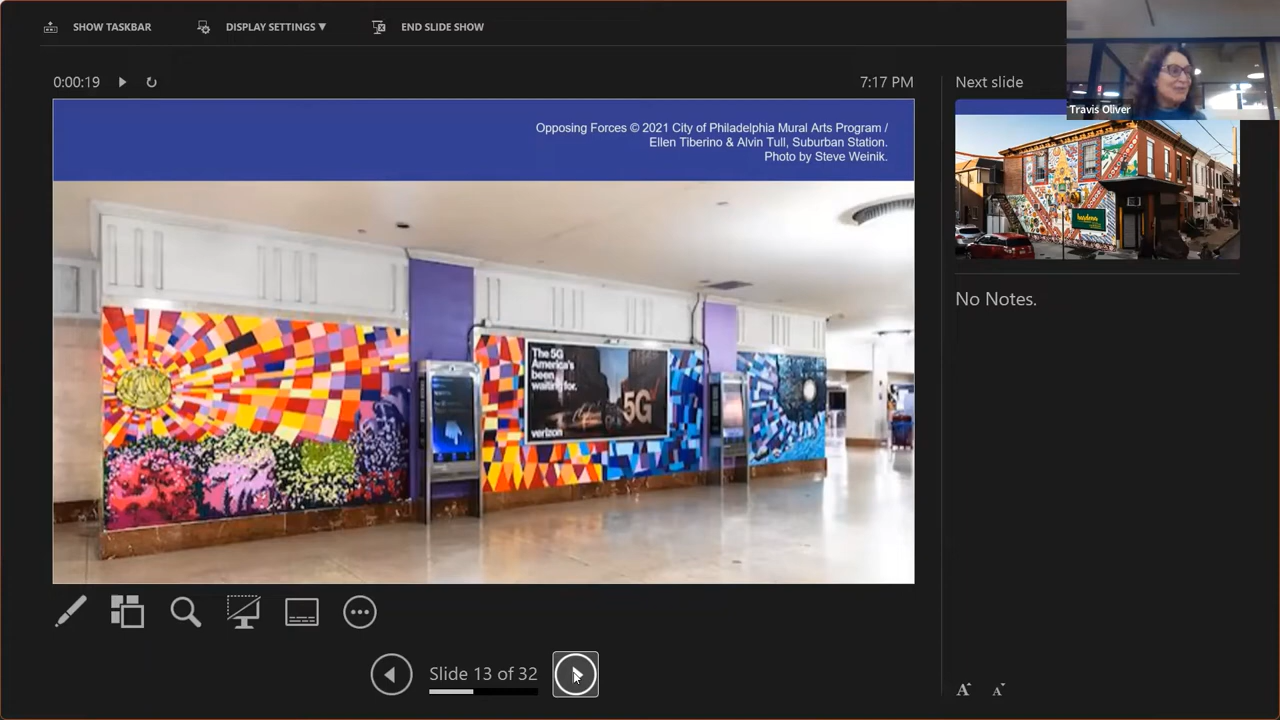 SHOW TASKBAR
DISPLAY SETTINGS ▼
END SLIDE SHOW
0:00:19
7:17 PM
Next slide
Travis Oliver
Opposing Forces © 2021 City of Philadelphia Mural Arts Program /
Ellen Tiberino & Alvin Tull, Suburban Station.
Photo by Steve Weinik.
The 5G
America's
been
waiting for.
5G
verizon
No Notes.
Slide 13 of 32
A
A